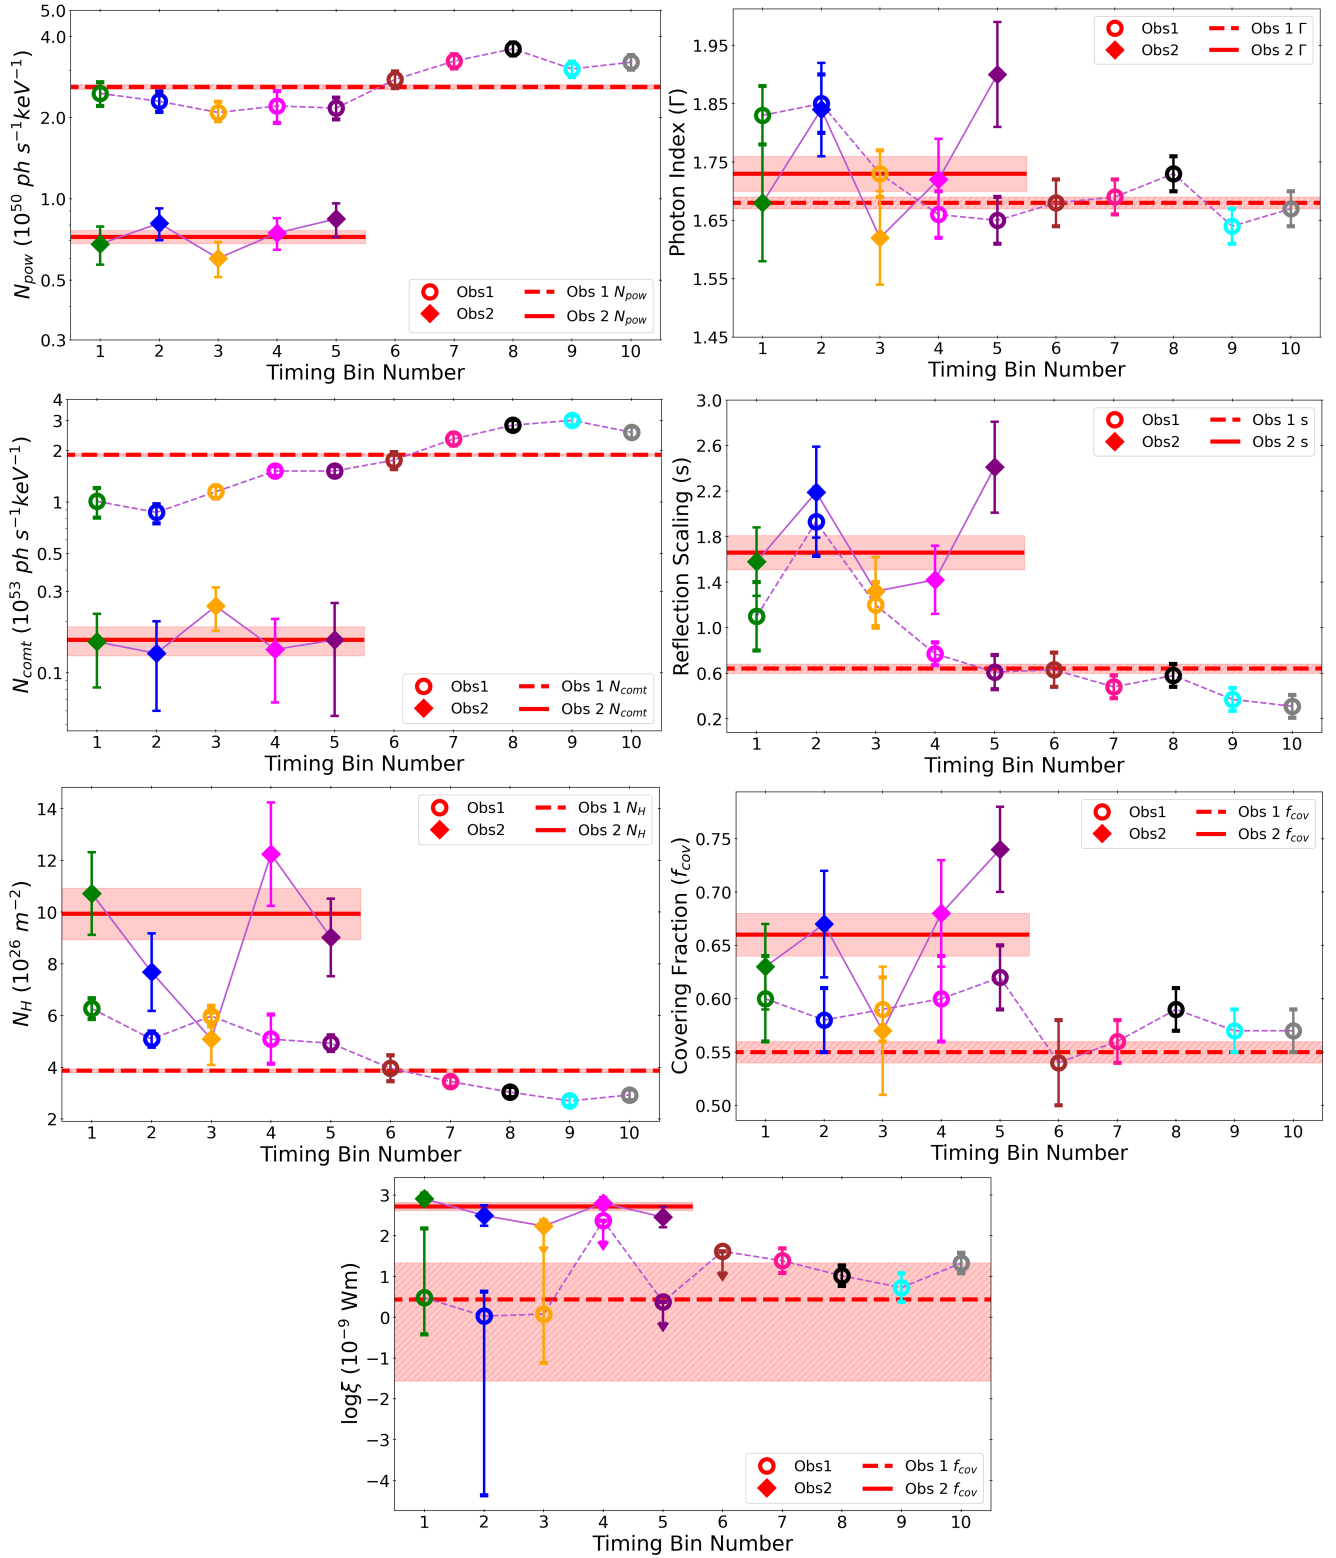 5.0
4.0
2.0
1.0
0.5
0.3
N_pow (10^50 ph s^−1keV^−1)
Obs1
Obs2
Obs 1 N_pow
Obs 2 N_pow
1 2 3 4 5 6 7 8 9 10
Timing Bin Number
1.95
1.85
1.75
1.65
1.55
1.45
Photon Index (Γ)
Obs1
Obs2
Obs 1 Γ
Obs 2 Γ
1 2 3 4 5 6 7 8 9 10
Timing Bin Number
4
3
2
1
0.5
0.3
0.1
N_comt (10^53 ph s^−1keV^−1)
Obs1
Obs2
Obs 1 N_comt
Obs 2 N_comt
1 2 3 4 5 6 7 8 9 10
Timing Bin Number
3.0
2.6
2.2
1.8
1.4
1.0
0.6
0.2
Reflection Scaling (s)
Obs1
Obs2
Obs 1 s
Obs 2 s
1 2 3 4 5 6 7 8 9 10
Timing Bin Number
14
12
10
8
6
4
2
N_H (10^26 m^−2)
Obs1
Obs2
Obs 1 N_H
Obs 2 N_H
1 2 3 4 5 6 7 8 9 10
Timing Bin Number
0.75
0.70
0.65
0.60
0.55
0.50
Covering Fraction (f_cov)
Obs1
Obs2
Obs 1 f_cov
Obs 2 f_cov
1 2 3 4 5 6 7 8 9 10
Timing Bin Number
3
2
1
0
−1
−2
−3
−4
logξ (10^−9 Wm)
Obs1
Obs2
Obs 1 f_cov
Obs 2 f_cov
1 2 3 4 5 6 7 8 9 10
Timing Bin Number